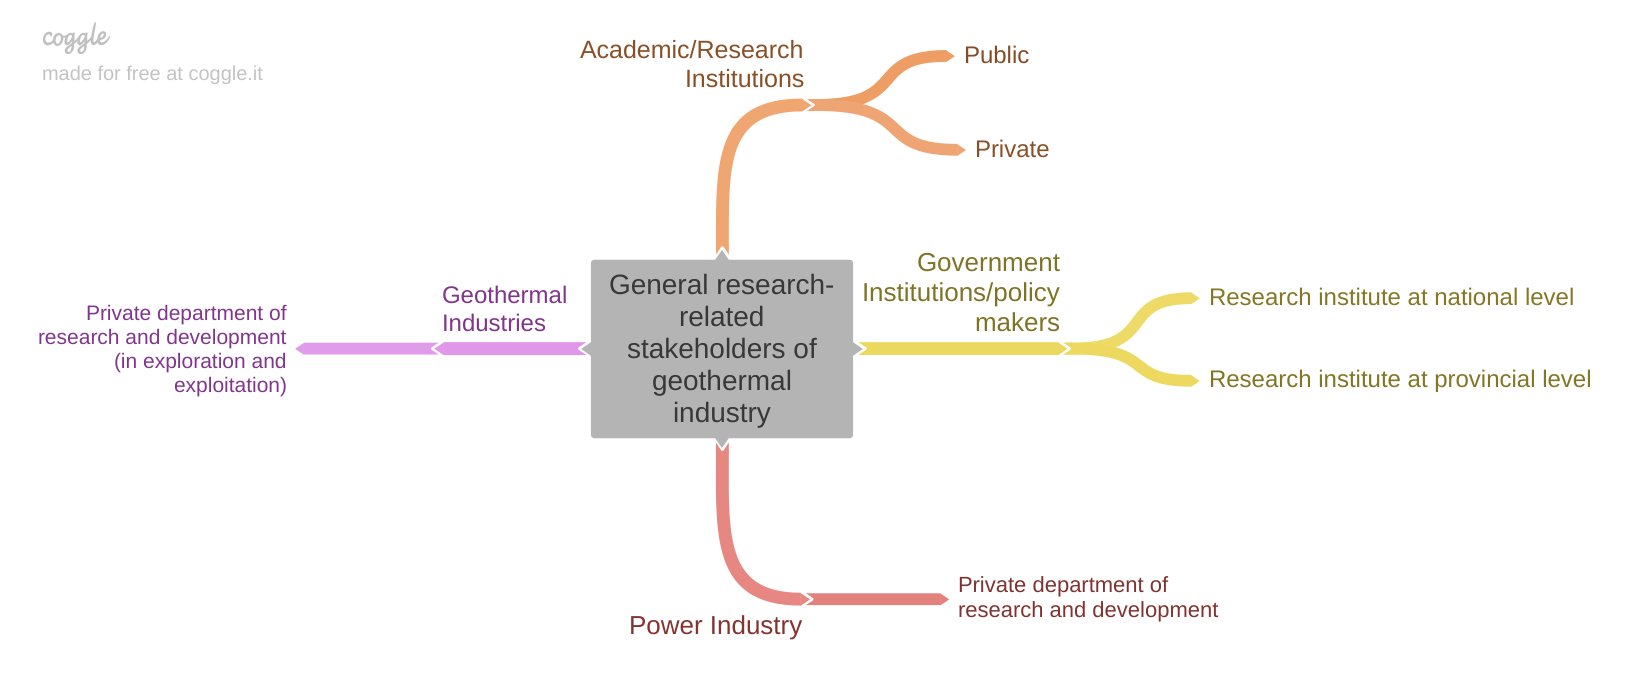 coggle
made for free at coggle.it
Academic/Research
Institutions
Public
Private
Government
Institutions/policy
makers
Research institute at national level
Research institute at provincial level
General research-
related
stakeholders of
geothermal
industry
Geothermal
Industries
Private department of
research and development
(in exploration and
exploitation)
Power Industry
Private department of
research and development